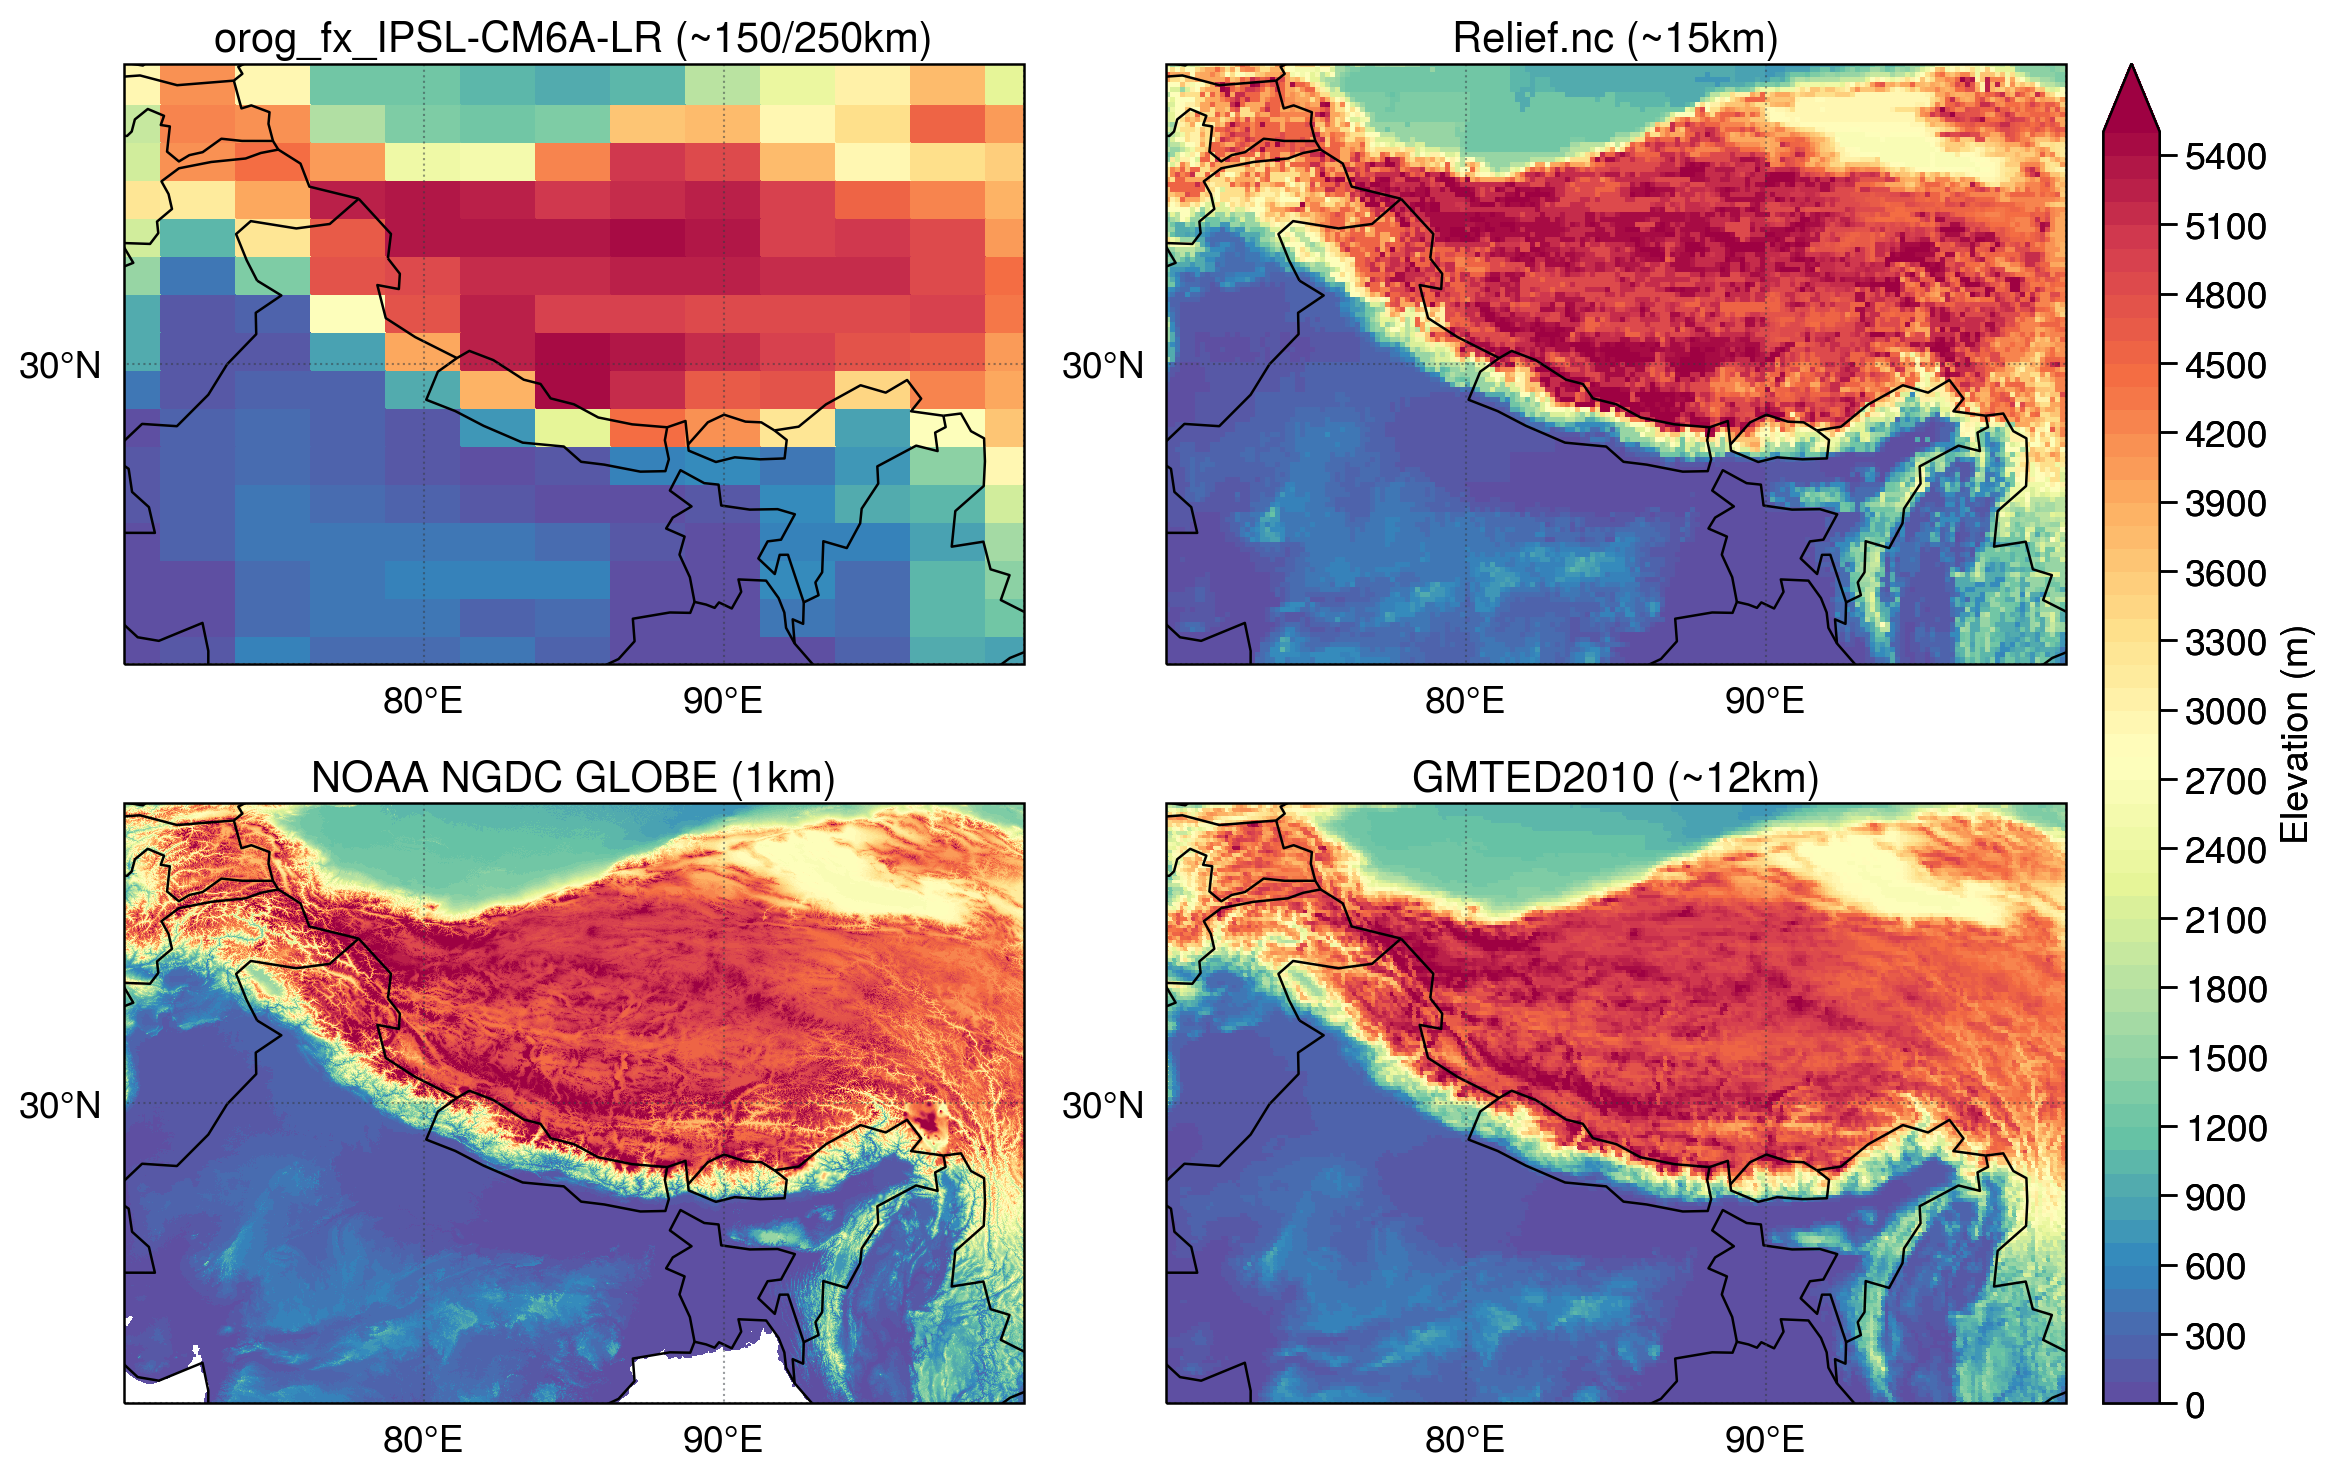 orog_fx_IPSL-CM6A-LR (~150/250km)
30°N
80°E 90°E
Relief.nc (~15km)
30°N
80°E 90°E
NOAA NGDC GLOBE (1km)
30°N
80°E 90°E
GMTED2010 (~12km)
30°N
80°E 90°E
5400
5100
4800
4500
4200
3900
3600
3300
3000
2700
2400
2100
1800
1500
1200
900
600
300
0
Elevation (m)